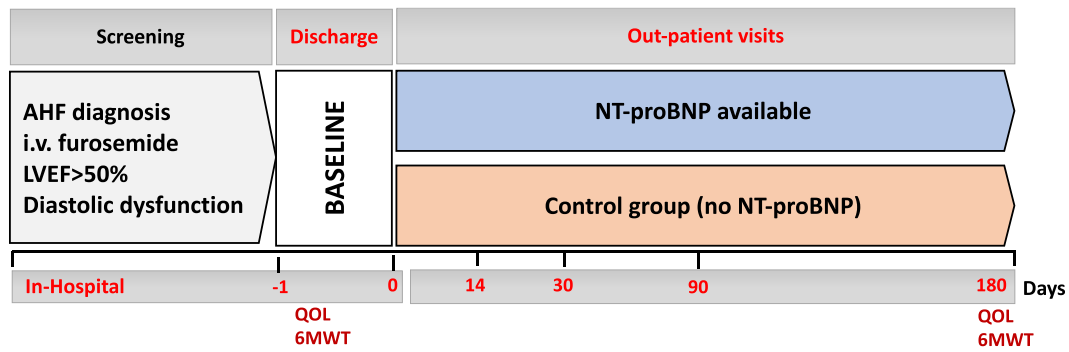 Screening
Discharge
Out-patient visits
AHF diagnosis
i.v. furosemide
LVEF>50%
Diastolic dysfunction
BASELINE
NT-proBNP available
Control group (no NT-proBNP)
In-Hospital
-1
0
14
30
90
180
Days
QOL
6MWT
QOL
6MWT